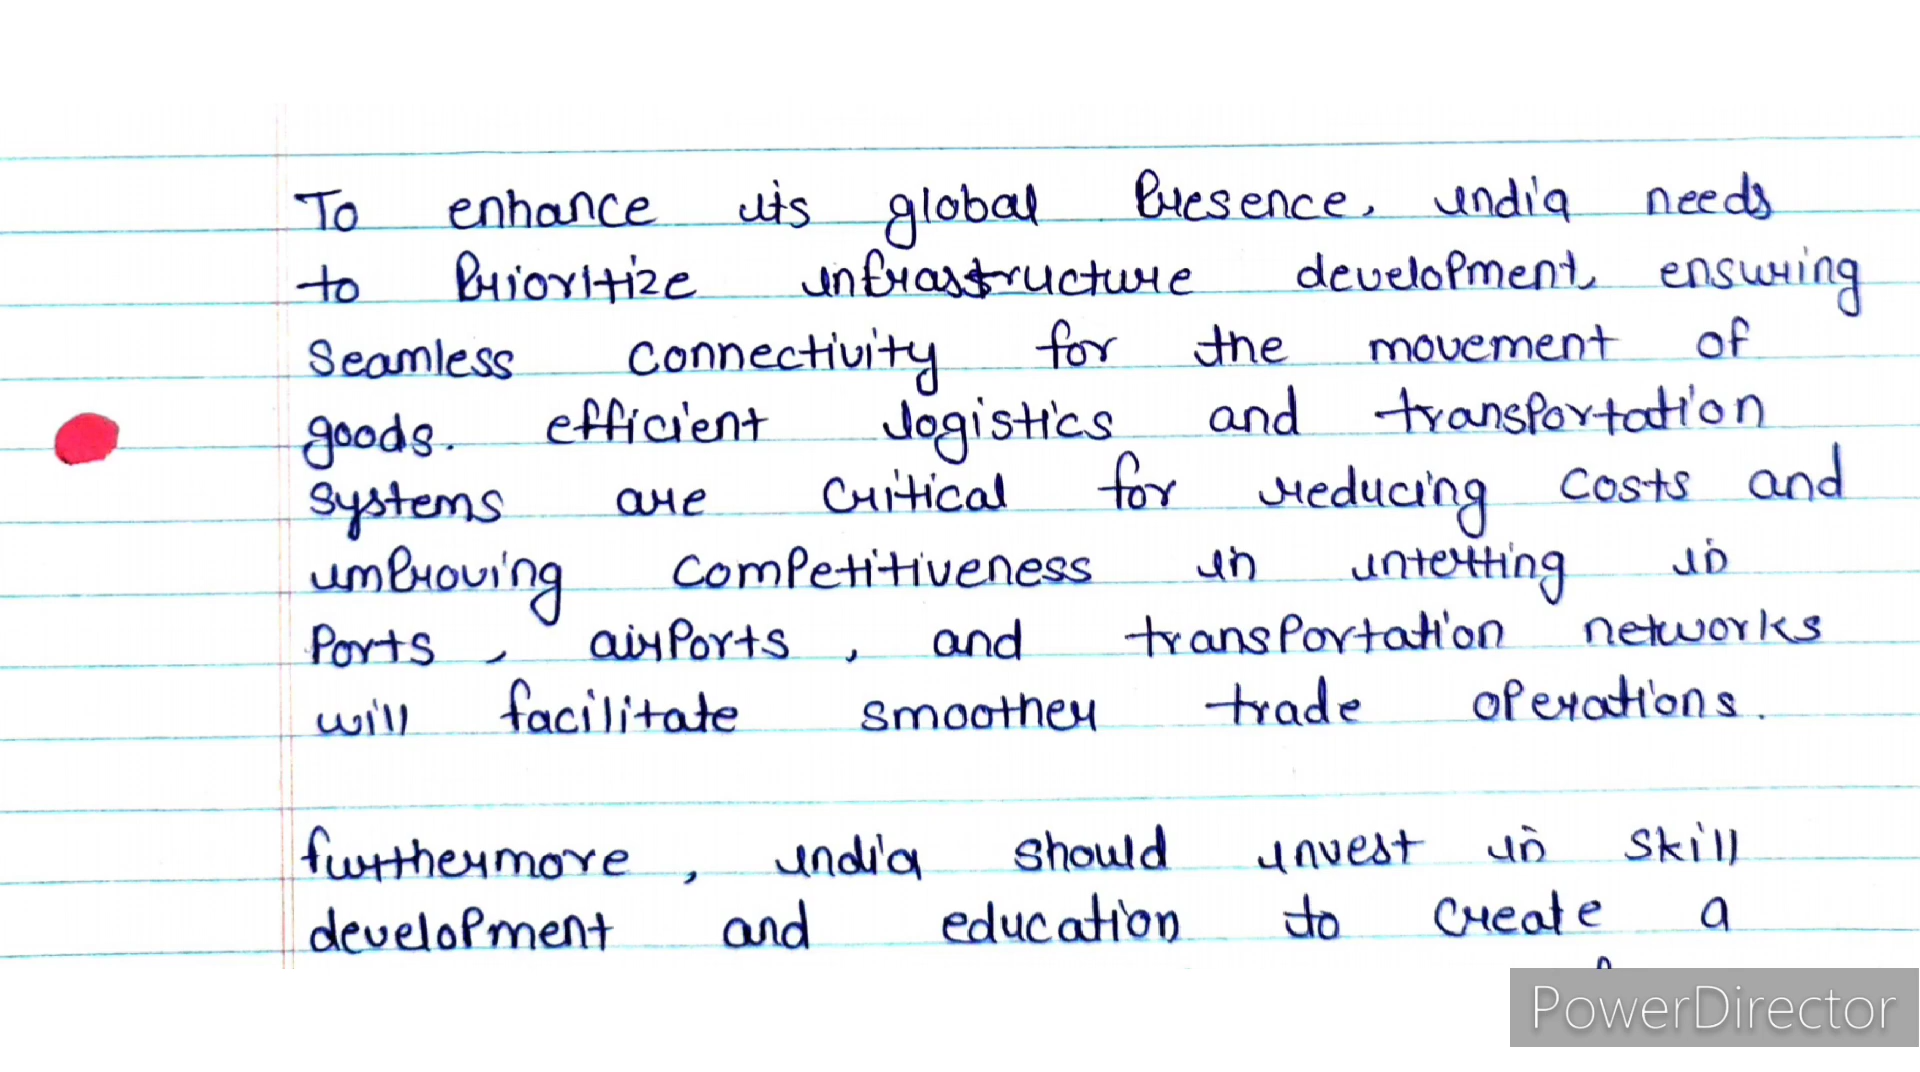 To enhance its global Presence, india needs
to Prioritize infrastructure development, ensuring
Seamless connectivity for the movement of
goods. efficient logistics and transportation
systems are critical for reducing costs and
improving competitiveness in in
Ports, airports, and transportation networks
will facilitate smoother trade operations.
furthermore, india should invest in skill
development and education to create a
PowerDirector